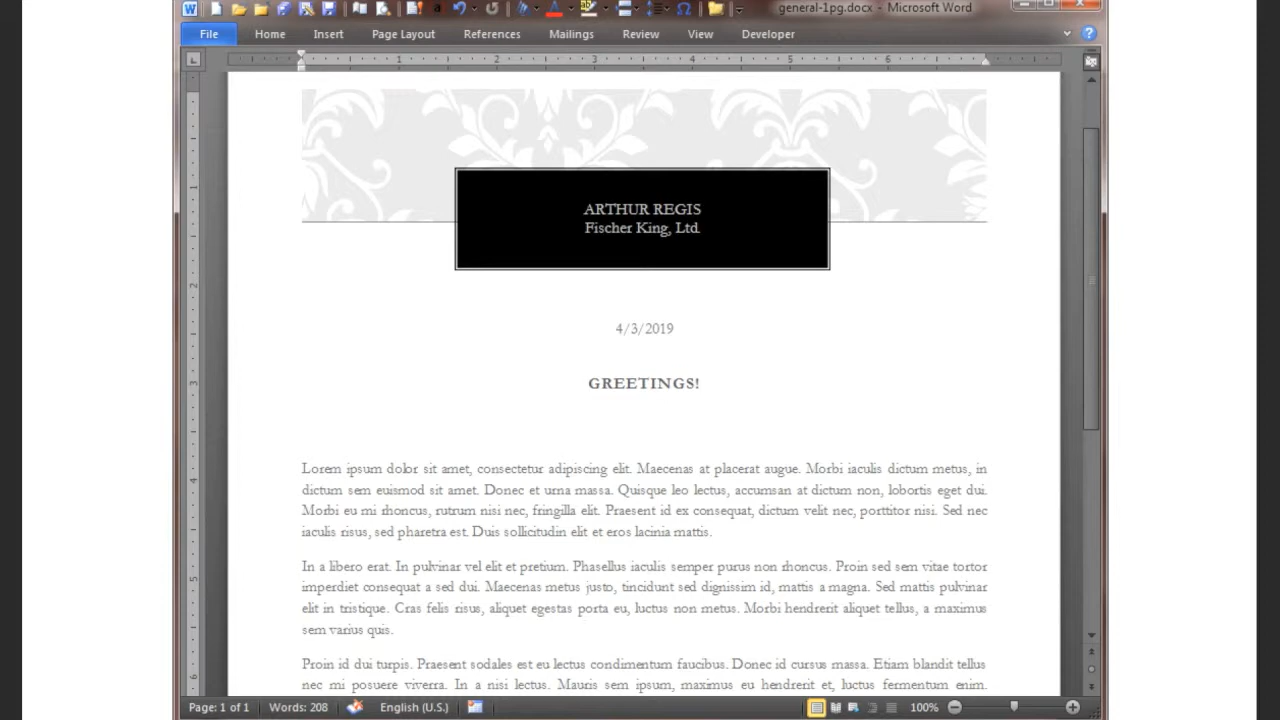 general-1pg.docx - Microsoft Word
File Home Insert Page Layout References Mailings Review View Developer
1 2 3 4 5 6
ARTHUR REGIS
Fischer King, Ltd.
4/3/2019
GREETINGS!
Lorem ipsum dolor sit amet, consectetur adipiscing elit. Maecenas at placerat augue. Morbi iaculis dictum metus, in
dictum sem euismod sit amet. Donec et urna massa. Quisque leo lectus, accumsan at dictum non, lobortis eget dui.
Morbi eu mi rhoncus, rutrum nisi nec, fringilla elit. Praesent id ex consequat, dictum velit nec, porttitor nisi. Sed nec
iaculis risus, sed pharetra est. Duis sollicitudin elit et eros lacinia mattis.
In a libero erat. In pulvinar vel elit et pretium. Phasellus iaculis semper purus non rhoncus. Proin sed sem vitae tortor
imperdiet consequat a sed dui. Maecenas metus justo, tincidunt sed dignissim id, mattis a magna. Sed mattis pulvinar
elit in tristique. Cras felis risus, aliquet egestas porta eu, luctus non metus. Morbi hendrerit aliquet tellus, a maximus
sem varius quis.
Proin id dui turpis. Praesent sodales est eu lectus condimentum faucibus. Donec id cursus massa. Etiam blandit tellus
nec mi posuere viverra. In a nisi lectus. Mauris sem ipsum, maximus eu hendrerit et, luctus fermentum enim.
Page: 1 of 1 Words: 208 English (U.S.) 100%